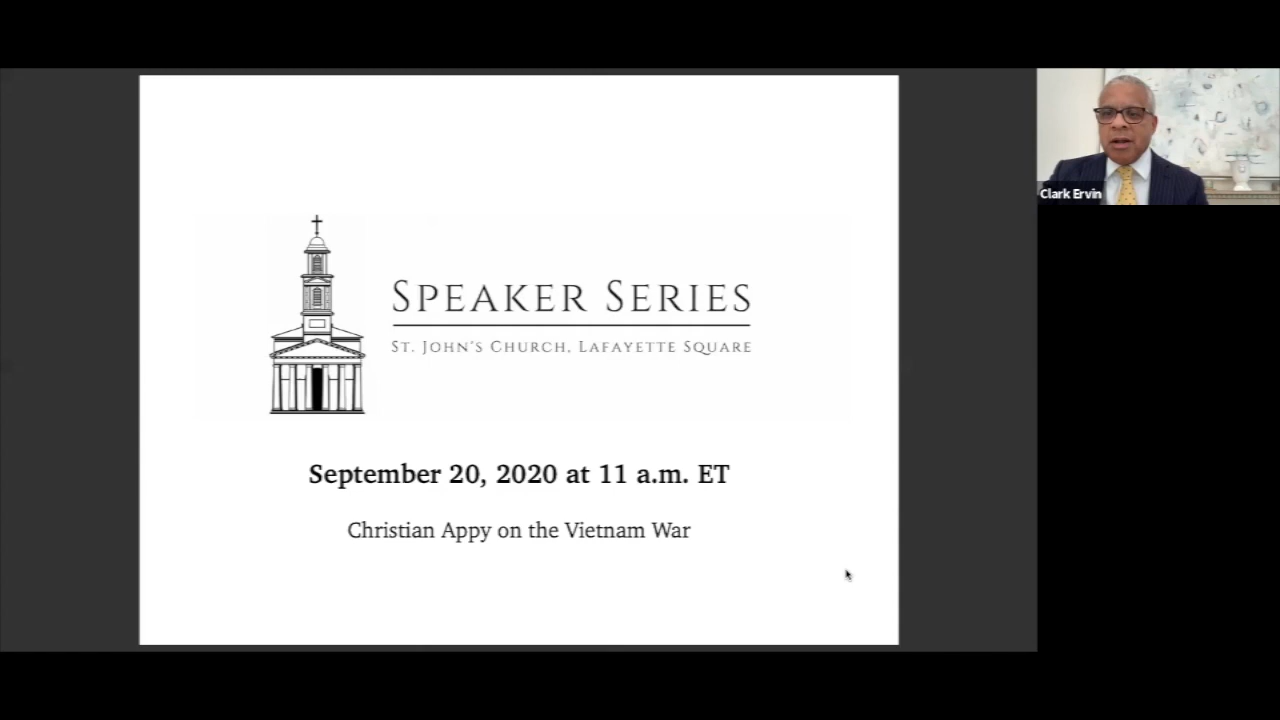 SPEAKER SERIES
ST. JOHN'S CHURCH, LAFAYETTE SQUARE
September 20, 2020 at 11 a.m. ET
Christian Appy on the Vietnam War
Clark Ervin